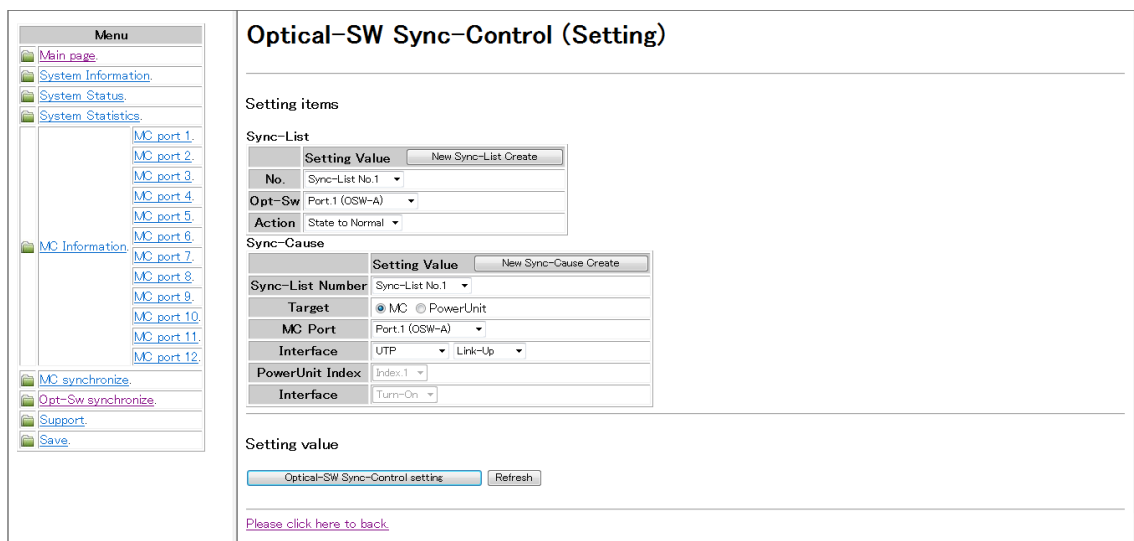 Menu
Main page.
System Information.
System Status.
System Statistics.
MC Information.
MC port 1.
MC port 2.
MC port 3.
MC port 4.
MC port 5.
MC port 6.
MC port 7.
MC port 8.
MC port 9.
MC port 10.
MC port 11.
MC port 12.
MC synchronize.
Opt-Sw synchronize.
Support.
Save.
Optical-SW Sync-Control (Setting)
Setting items
Sync-List
Setting Value New Sync-List Create
No. Sync-List No.1
Opt-Sw Port.1 (OSW-A)
Action State to Normal
Sync-Cause
Setting Value New Sync-Cause Create
Sync-List Number Sync-List No.1
Target MC PowerUnit
MC Port Port.1 (OSW-A)
Interface UTP Link-Up
PowerUnit Index Index.1
Interface Turn-On
Setting value
Optical-SW Sync-Control setting Refresh
Please click here to back.